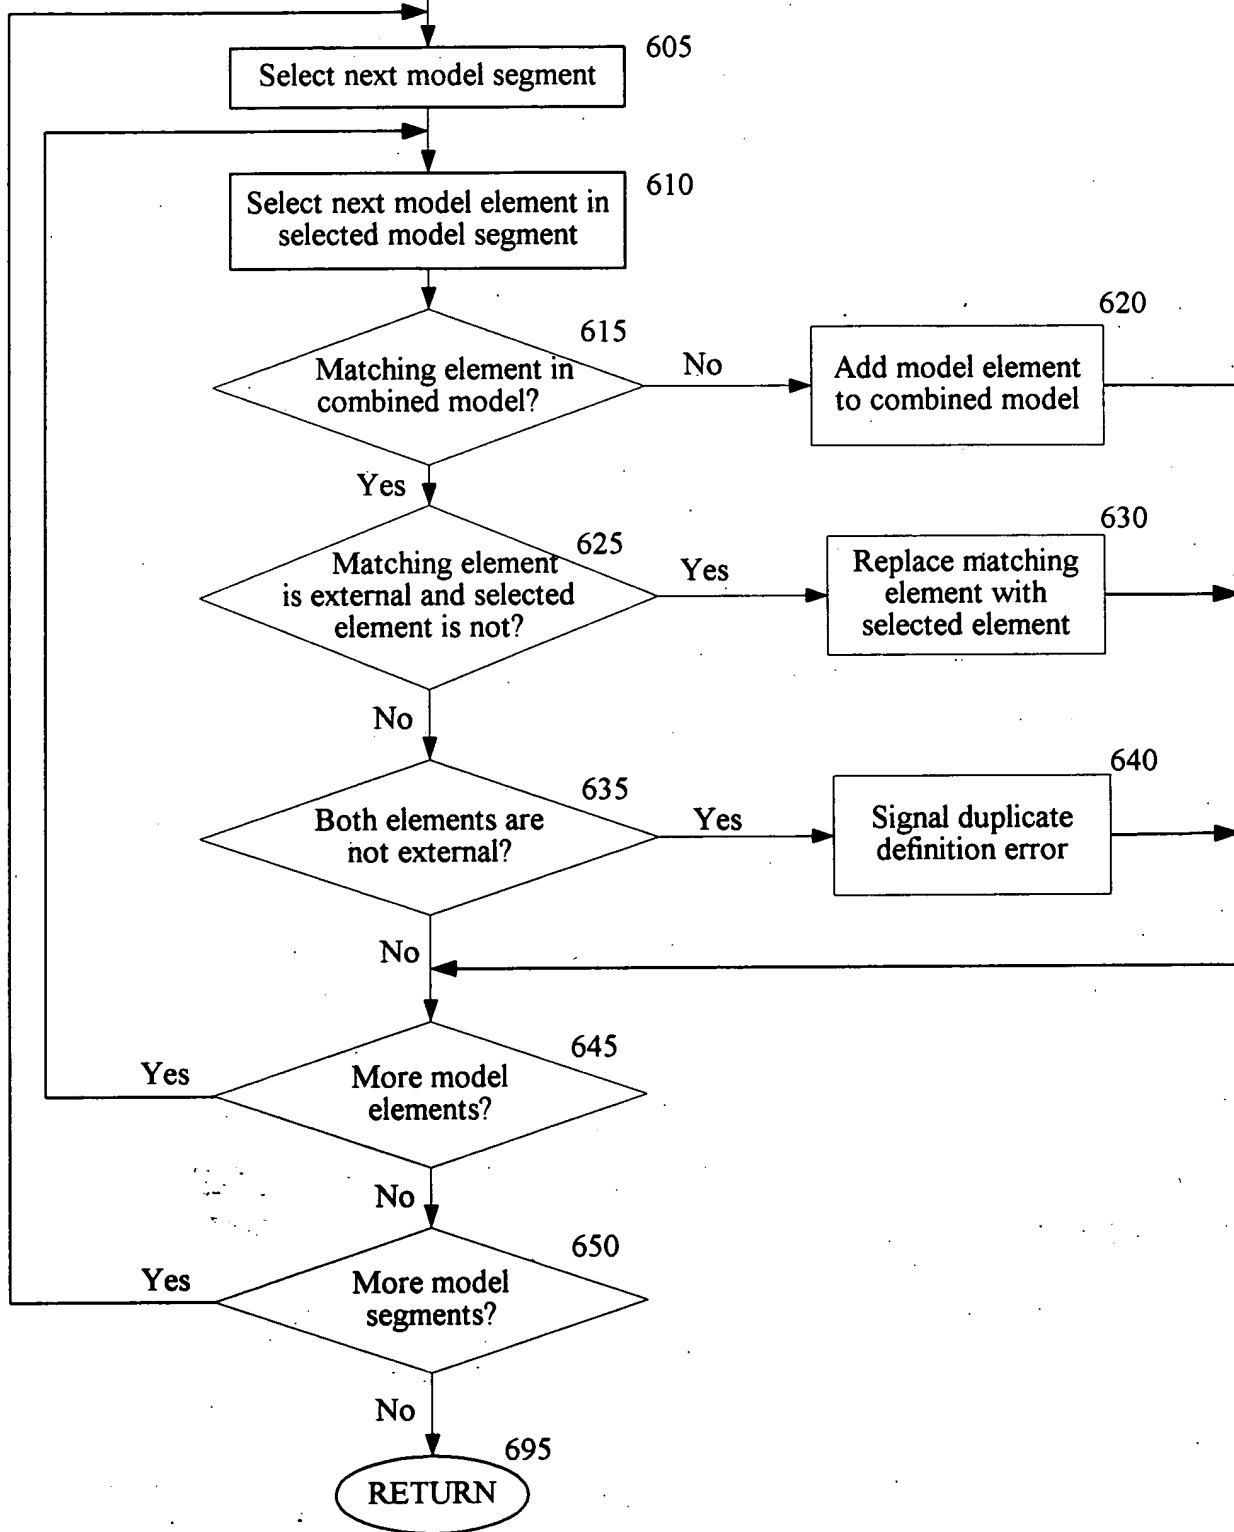 605
Select next model segment
610
Select next model element in
selected model segment
615
Matching element in
combined model?
No
620
Add model element
to combined model
Yes
625
Matching element
is external and selected
element is not?
Yes
630
Replace matching
element with
selected element
No
635
Both elements are
not external?
Yes
640
Signal duplicate
definition error
No
645
More model
elements?
Yes
No
650
More model
segments?
Yes
No
695
RETURN